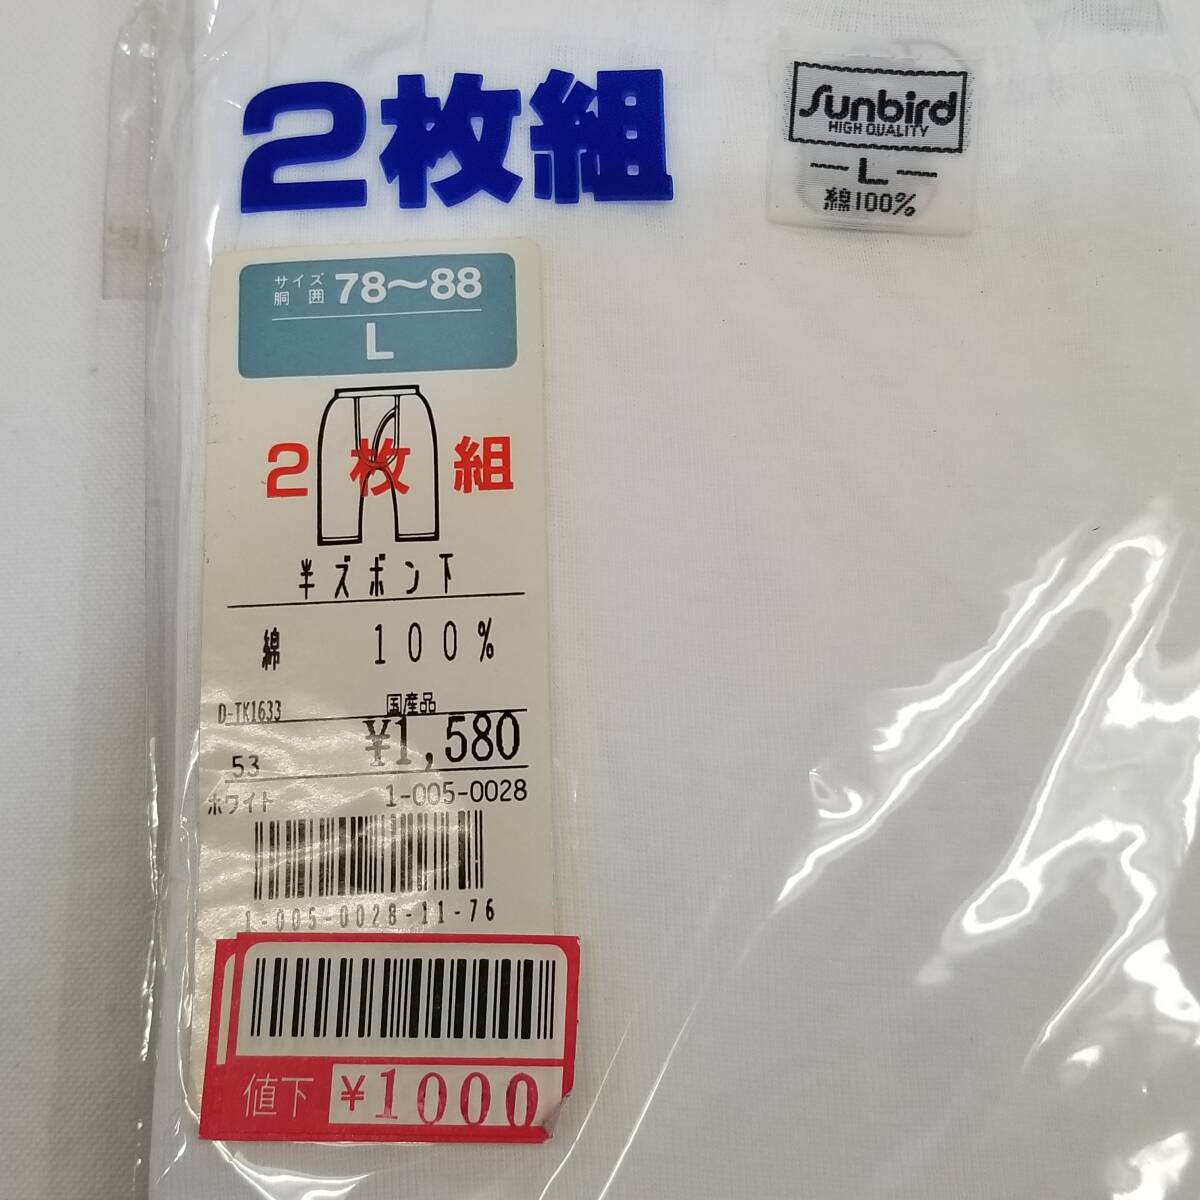 2枚組
Sunbird
HIGH QUALITY
L
綿100%
サイズ
胴囲 78～88
L
2枚組
半ズボン下
綿 100%
D-TK1633 国産品
53 ¥1,580
ホワイト 1-005-0028
1-005-0028-11-76
値下 ¥1000